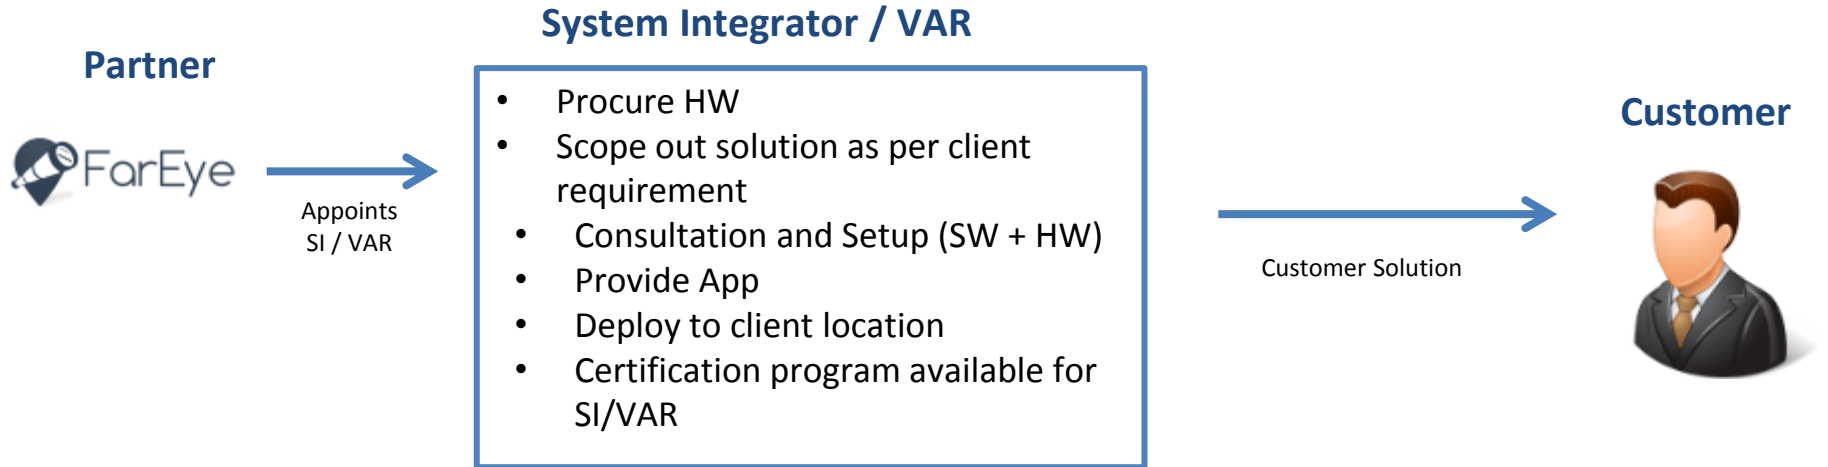 System Integrator / VAR
Partner
FarEye
Appoints
SI / VAR
• Procure HW
• Scope out solution as per client
requirement
• Consultation and Setup (SW + HW)
• Provide App
• Deploy to client location
• Certification program available for
SI/VAR
Customer Solution
Customer